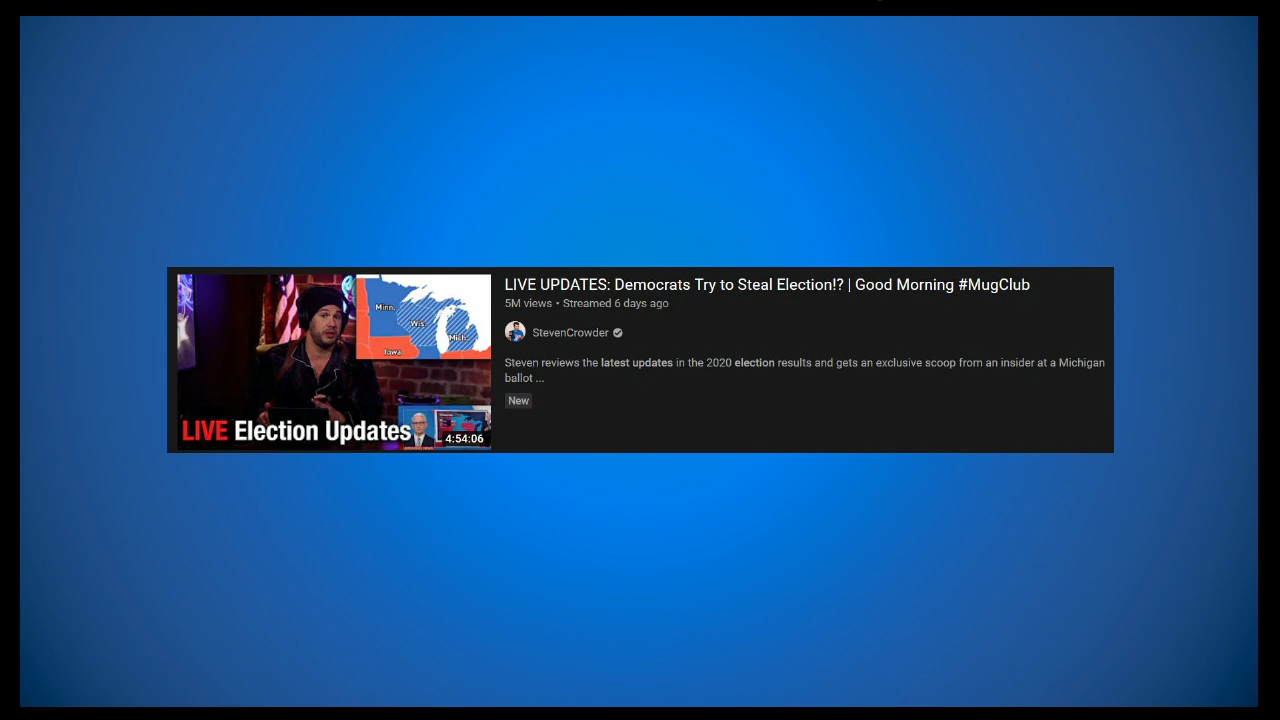 LIVE UPDATES: Democrats Try to Steal Election!? | Good Morning #MugClub
5M views • Streamed 6 days ago
StevenCrowder
Steven reviews the latest updates in the 2020 election results and gets an exclusive scoop from an insider at a Michigan
ballot ...
New
Minn.
Wis.
Mich.
Iowa
LIVE Election Updates
4:54:06